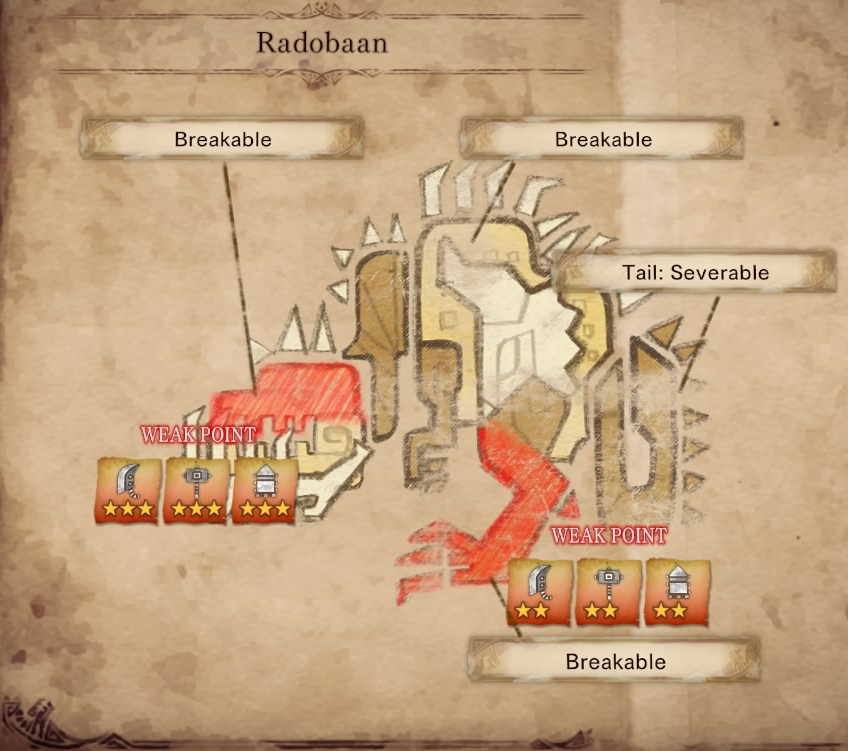 Radobaan
Breakable
Breakable
Tail: Severable
WEAK POINT
WEAK POINT
Breakable